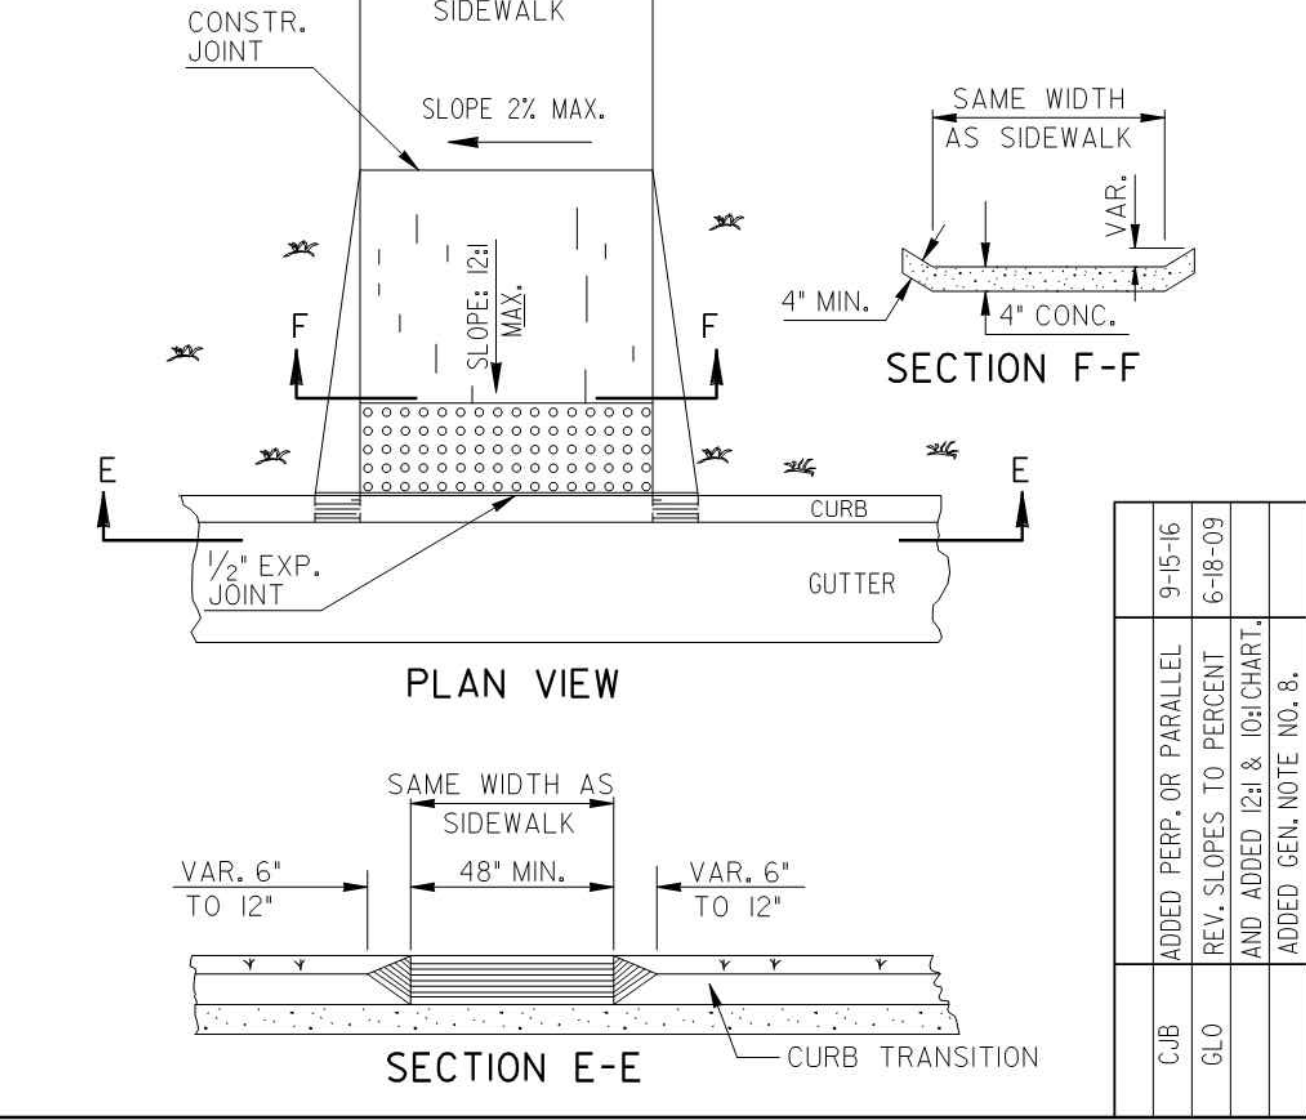 CONSTR.
JOINT
SIDEWALK
SLOPE 2% MAX.
SLOPE: 12:1
MAX.
F
F
E
E
CURB
1/2" EXP.
JOINT
GUTTER
PLAN VIEW
SAME WIDTH
AS SIDEWALK
VAR.
4" MIN.
4" CONC.
SECTION F-F
SAME WIDTH AS
SIDEWALK
VAR. 6"
TO 12"
48" MIN.
VAR. 6"
TO 12"
CURB TRANSITION
SECTION E-E
CJB ADDED PERP. OR PARALLEL 9-15-16
GLO REV. SLOPES TO PERCENT 6-18-09
AND ADDED 12:1 & 10:1 CHART.
ADDED GEN. NOTE NO. 8.